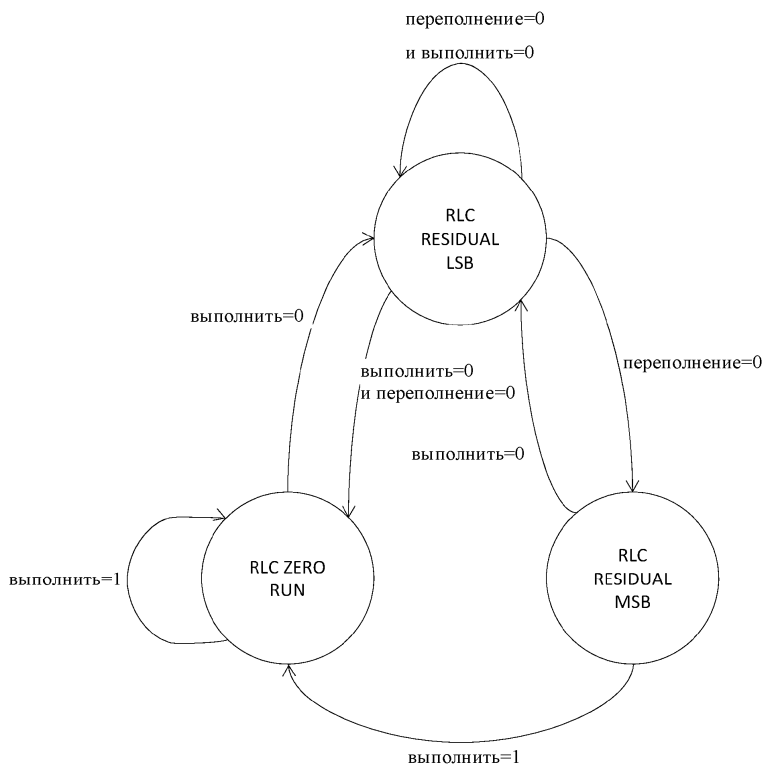 переполнение=0
и выполнить=0
RLC
RESIDUAL
LSB
выполнить=0
выполнить=0
и переполнение=0
переполнение=0
выполнить=0
RLC ZERO
RUN
RLC
RESIDUAL
MSB
выполнить=1
выполнить=1